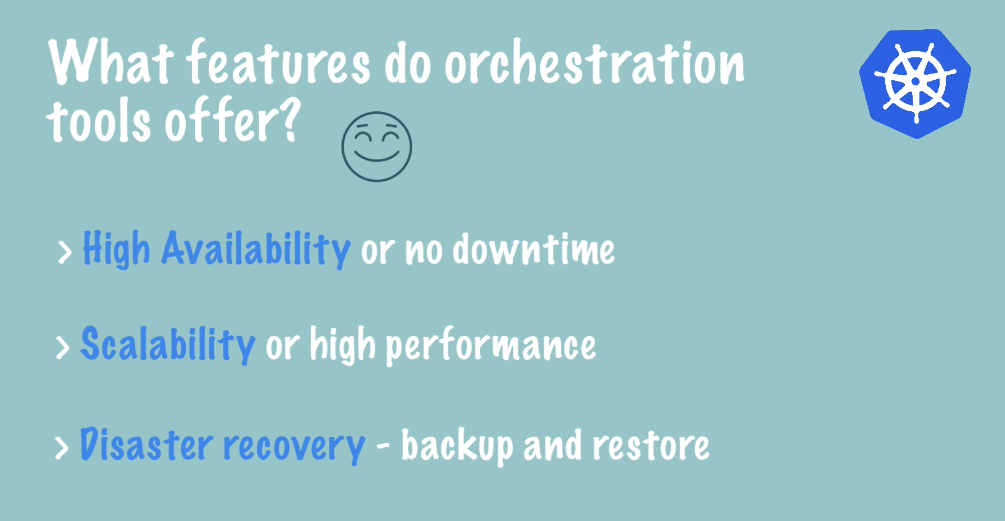 What features do orchestration
tools offer?
> High Availability or no downtime
> Scalability or high performance
> Disaster recovery - backup and restore